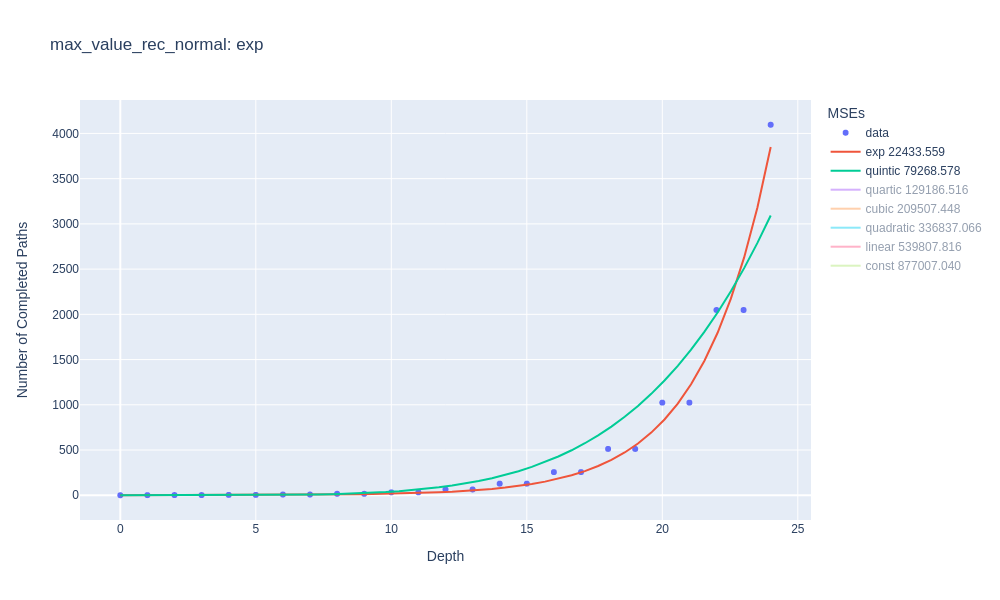 max_value_rec_normal: exp
MSEs
data
exp 22433.559
quintic 79268.578
quartic 129186.516
cubic 209507.448
quadratic 336837.066
linear 539807.816
const 877007.040
Number of Completed Paths
4000
3500
3000
2500
2000
1500
1000
500
0
0 5 10 15 20 25
Depth